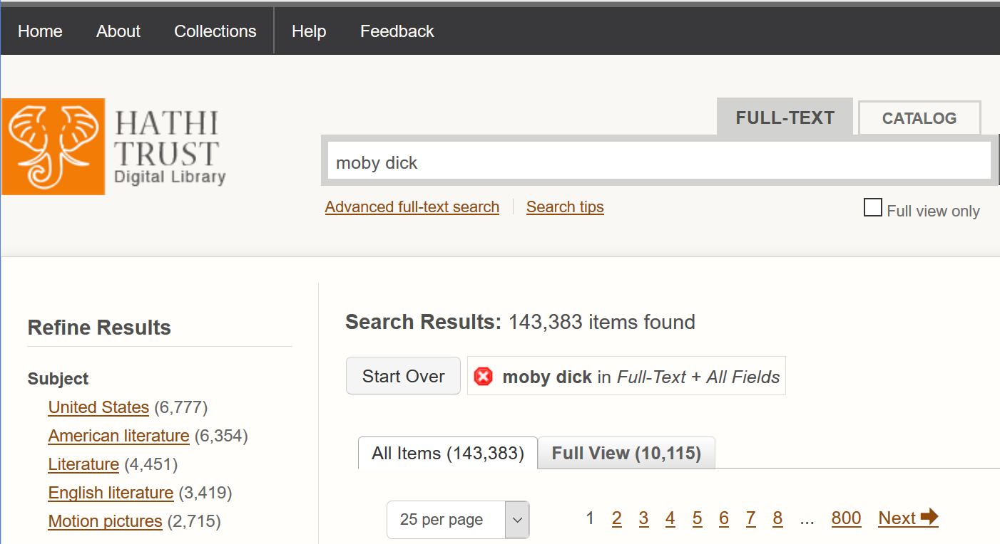 Home About Collections Help Feedback
HATHI
TRUST
Digital Library
FULL-TEXT CATALOG
moby dick
Advanced full-text search Search tips
Full view only
Refine Results
Subject
United States (6,777)
American literature (6,354)
Literature (4,451)
English literature (3,419)
Motion pictures (2,715)
Search Results: 143,383 items found
Start Over moby dick in Full-Text + All Fields
All Items (143,383) Full View (10,115)
25 per page 1 2 3 4 5 6 7 8 ... 800 Next